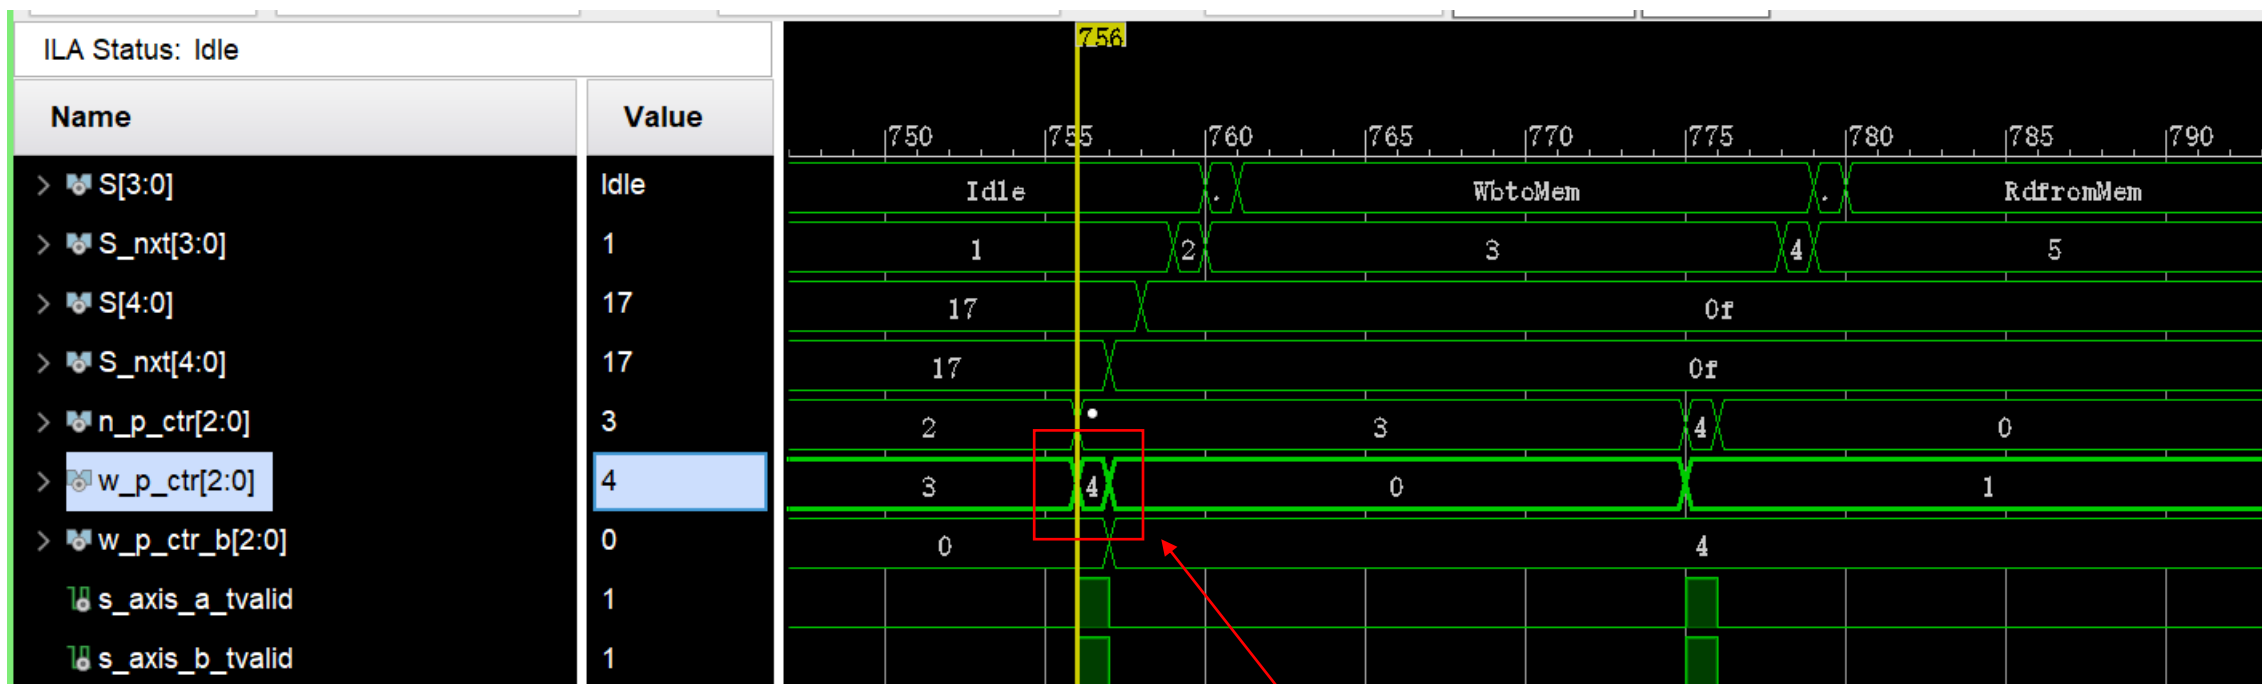 ILA Status: Idle
756
Name Value
750 755 760 765 770 775 780 785 790
S[3:0] Idle Idle . WbtoMem . RdfromMem
S_nxt[3:0] 1 1 2 3 4 5
S[4:0] 17 17 0f
S_nxt[4:0] 17 17 0f
n_p_ctr[2:0] 3 2 3 4 0
w_p_ctr[2:0] 4 3 4 0 1
w_p_ctr_b[2:0] 0 0 4
s_axis_a_tvalid 1
s_axis_b_tvalid 1